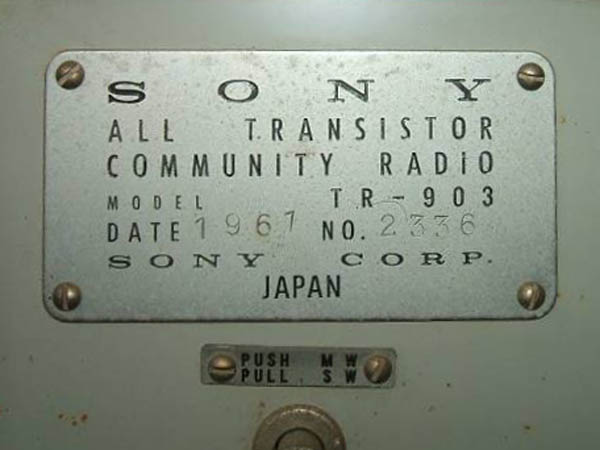 SONY
ALL TRANSISTOR
COMMUNITY RADIO
MODEL TR-903
DATE 1961 NO. 2336
SONY CORP.
JAPAN
PUSH MW
PULL SW